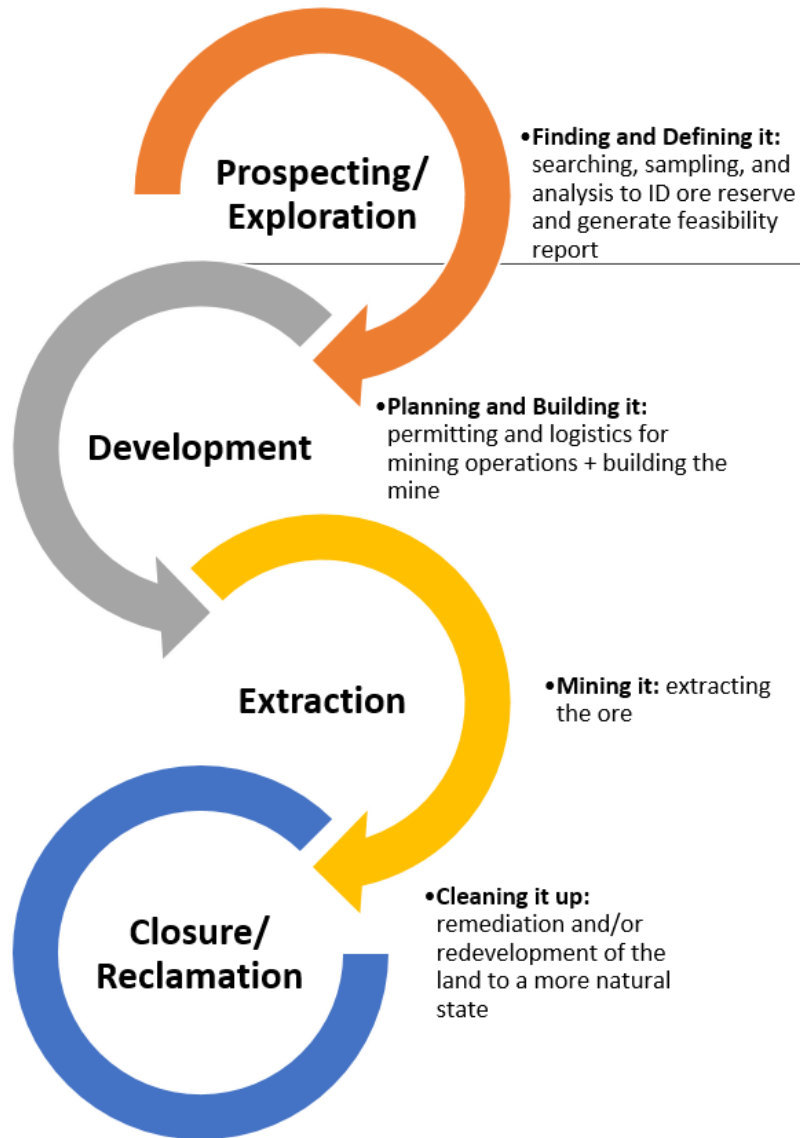 Prospecting/
Exploration
•Finding and Defining it:
searching, sampling, and
analysis to ID ore reserve
and generate feasibility
report
Development
•Planning and Building it:
permitting and logistics for
mining operations + building the
mine
Extraction
•Mining it: extracting
the ore
Closure/
Reclamation
•Cleaning it up:
remediation and/or
redevelopment of the
land to a more natural
state